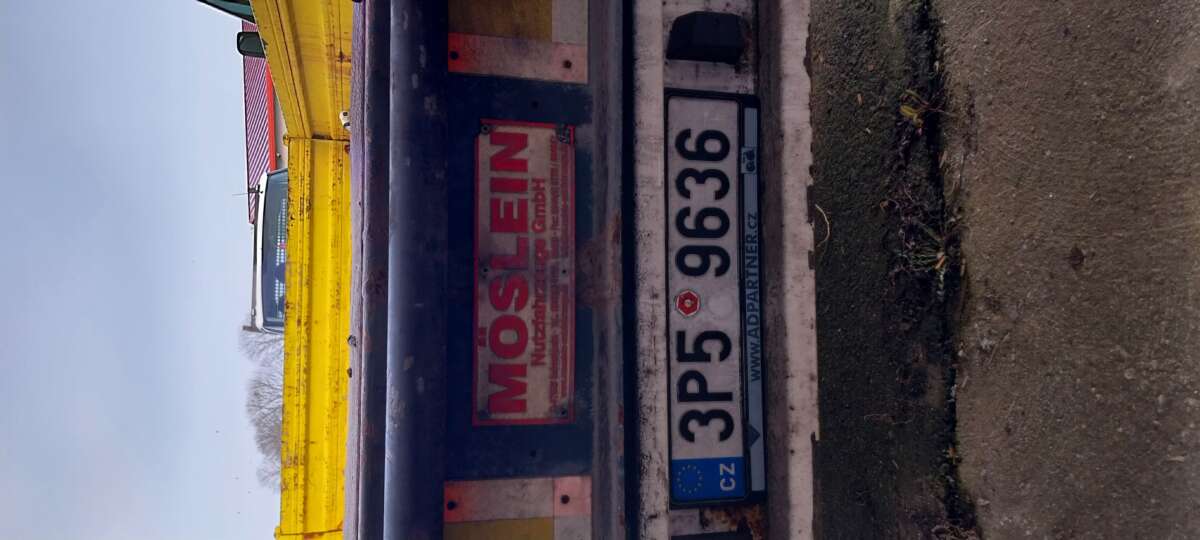 MÖSLEIN
Nutzfahrzeuge GmbH
3P5 9636
CZ
WWW.ADPARTNER.CZ